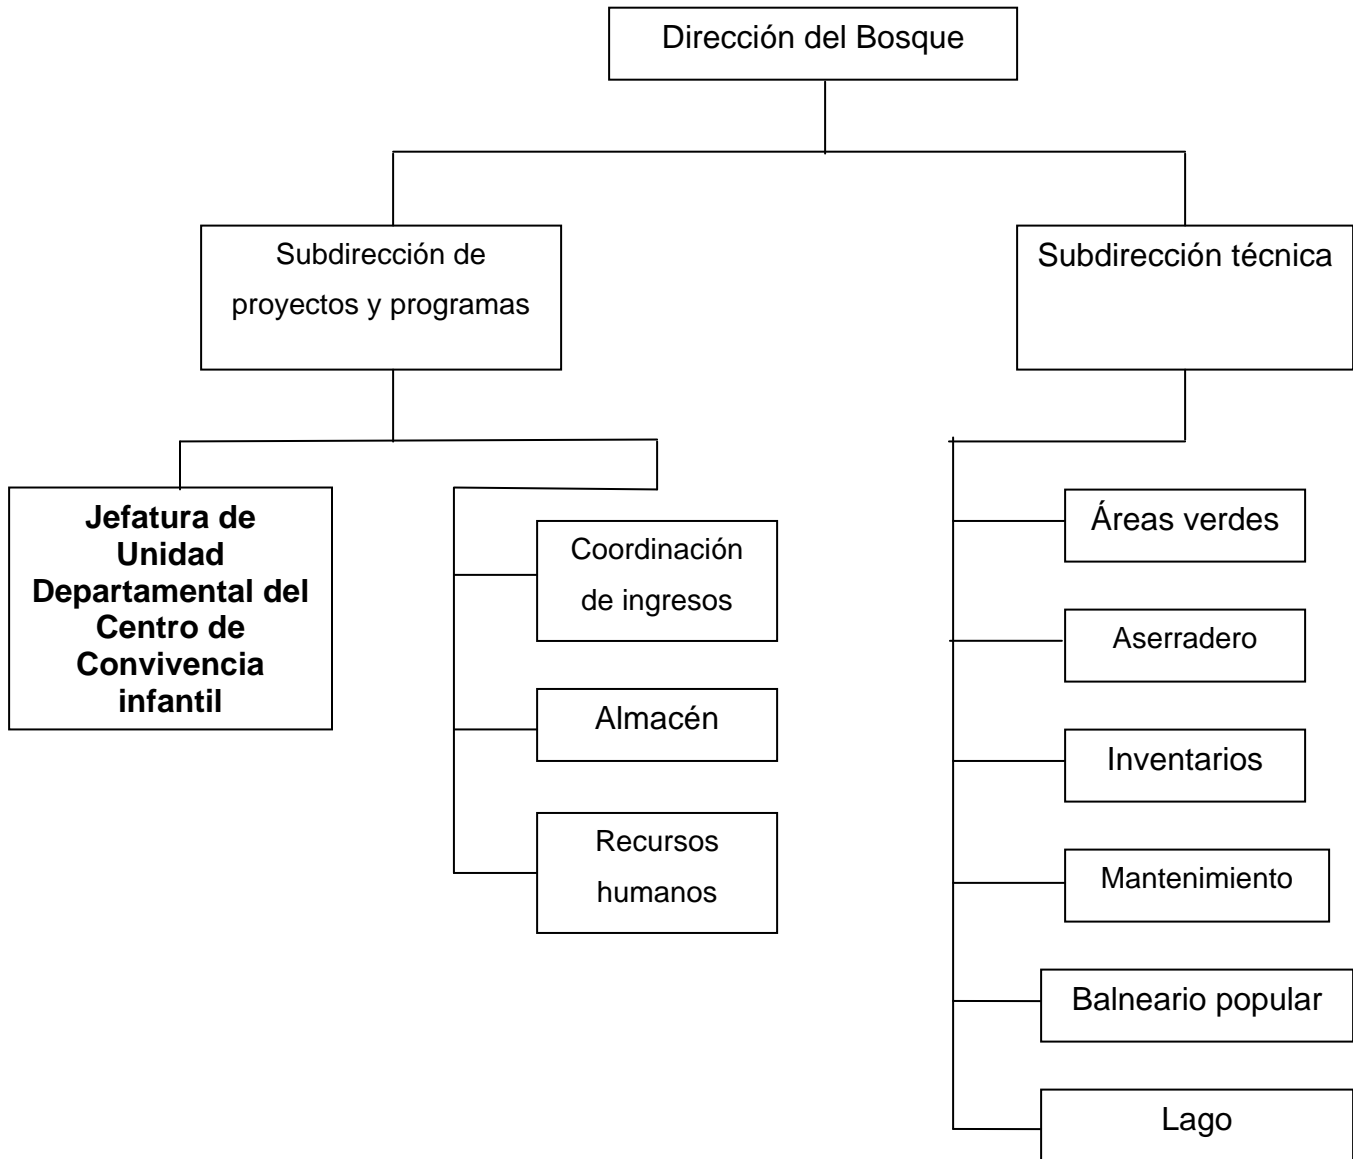 Dirección del Bosque
Subdirección de
proyectos y programas
Subdirección técnica
Jefatura de
Unidad
Departamental del
Centro de
Convivencia
infantil
Coordinación
de ingresos
Almacén
Recursos
humanos
Áreas verdes
Aserradero
Inventarios
Mantenimiento
Balneario popular
Lago